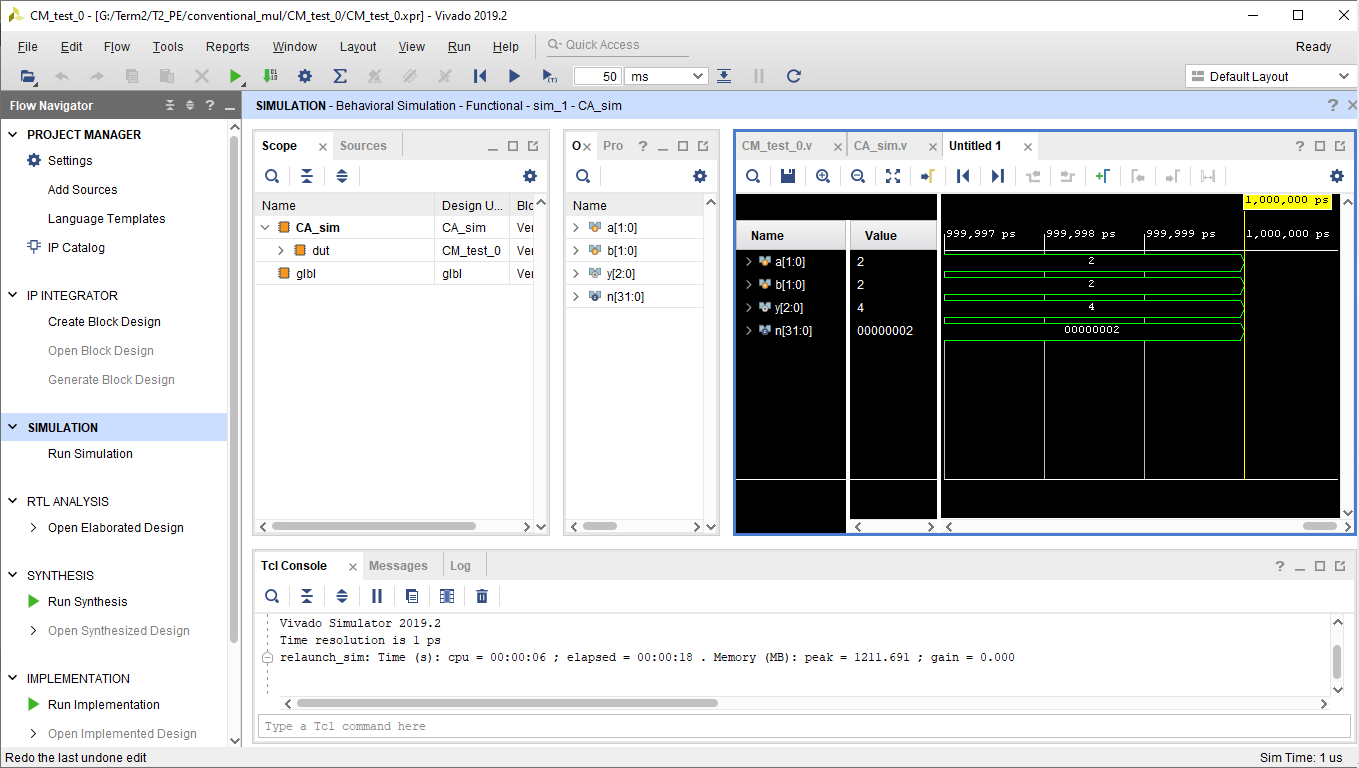 CM_test_0 - [G:/Term2/T2_PE/conventional_mul/CM_test_0/CM_test_0.xpr] - Vivado 2019.2
File Edit Flow Tools Reports Window Layout View Run Help Quick Access Ready
50 ms Default Layout
Flow Navigator
PROJECT MANAGER
Settings
Add Sources
Language Templates
IP Catalog
IP INTEGRATOR
Create Block Design
Open Block Design
Generate Block Design
SIMULATION
Run Simulation
RTL ANALYSIS
Open Elaborated Design
SYNTHESIS
Run Synthesis
Open Synthesized Design
IMPLEMENTATION
Run Implementation
Open Implemented Design
SIMULATION - Behavioral Simulation - Functional - sim_1 - CA_sim
Scope Sources
Name Design U... Blo
CA_sim CA_sim Ver
dut CM_test_0 Ver
glbl glbl Ver
O Pro
Name
a[1:0]
b[1:0]
y[2:0]
n[31:0]
CM_test_0.v CA_sim.v Untitled 1
1,000,000 ps
Name Value 999,997 ps 999,998 ps 999,999 ps 1,000,000 ps
a[1:0] 2 2
b[1:0] 2 2
y[2:0] 4 4
n[31:0] 00000002 00000002
Tcl Console Messages Log
Vivado Simulator 2019.2
Time resolution is 1 ps
relaunch_sim: Time (s): cpu = 00:00:06 ; elapsed = 00:00:18 . Memory (MB): peak = 1211.691 ; gain = 0.000
Type a Tcl command here
Redo the last undone edit Sim Time: 1 us